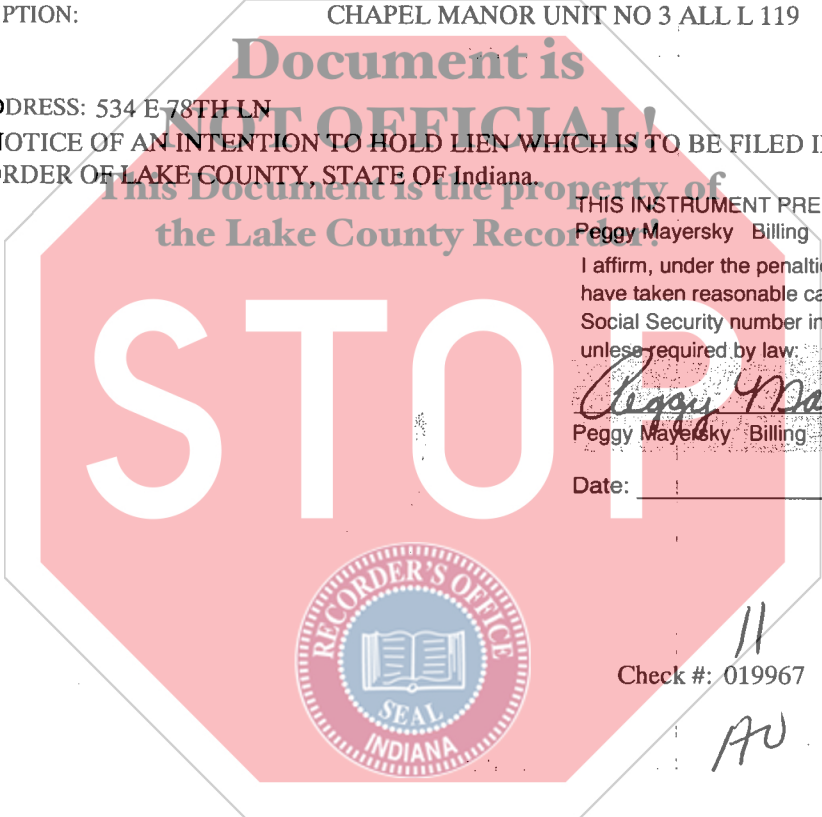 PTION: CHAPEL MANOR UNIT NO 3 ALL L 119
Document is
DDRESS: 534 E 78TH LN
NOT OFFICIAL!
NOTICE OF AN INTENTION TO HOLD LIEN WHICH IS TO BE FILED I
RDER OF LAKE COUNTY, STATE OF Indiana.
This Document is the property of
the Lake County Recorder!
THIS INSTRUMENT PRE
Peggy Mayersky Billing
I affirm, under the penalti
have taken reasonable ca
Social Security number in
unless required by law:
STOP
Peggy Ma
Peggy Mayersky Billing
Date:
RECORDER'S OFFICE
SEAL
INDIANA
11
Check #: 019967
AU